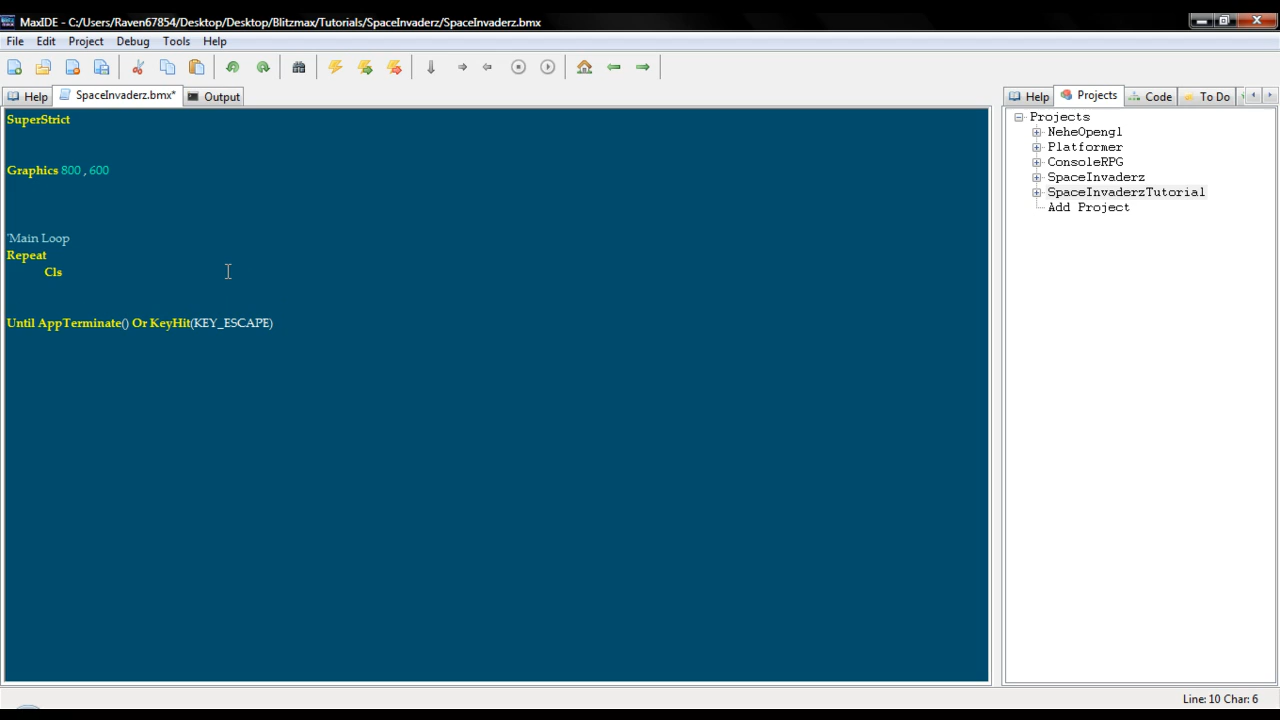 MaxIDE - C:/Users/Raven67854/Desktop/Desktop/Blitzmax/Tutorials/SpaceInvaderz/SpaceInvaderz.bmx
File Edit Project Debug Tools Help
Help SpaceInvaderz.bmx* Output
SuperStrict
Graphics 800 , 600
'Main Loop
Repeat
Cls
Until AppTerminate() Or KeyHit(KEY_ESCAPE)
Help Projects Code To Do
Projects
NeheOpengl
Platformer
ConsoleRPG
SpaceInvaderz
SpaceInvaderzTutorial
Add Project
Line: 10 Char: 6